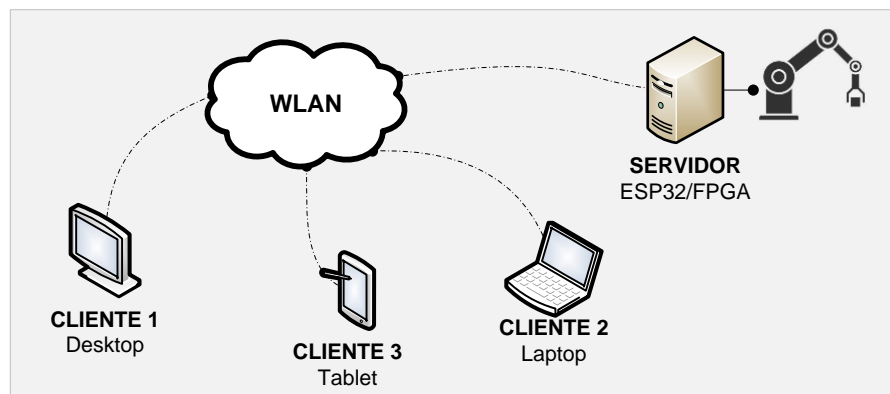 WLAN
SERVIDOR
ESP32/FPGA
CLIENTE 1
Desktop
CLIENTE 3
Tablet
CLIENTE 2
Laptop